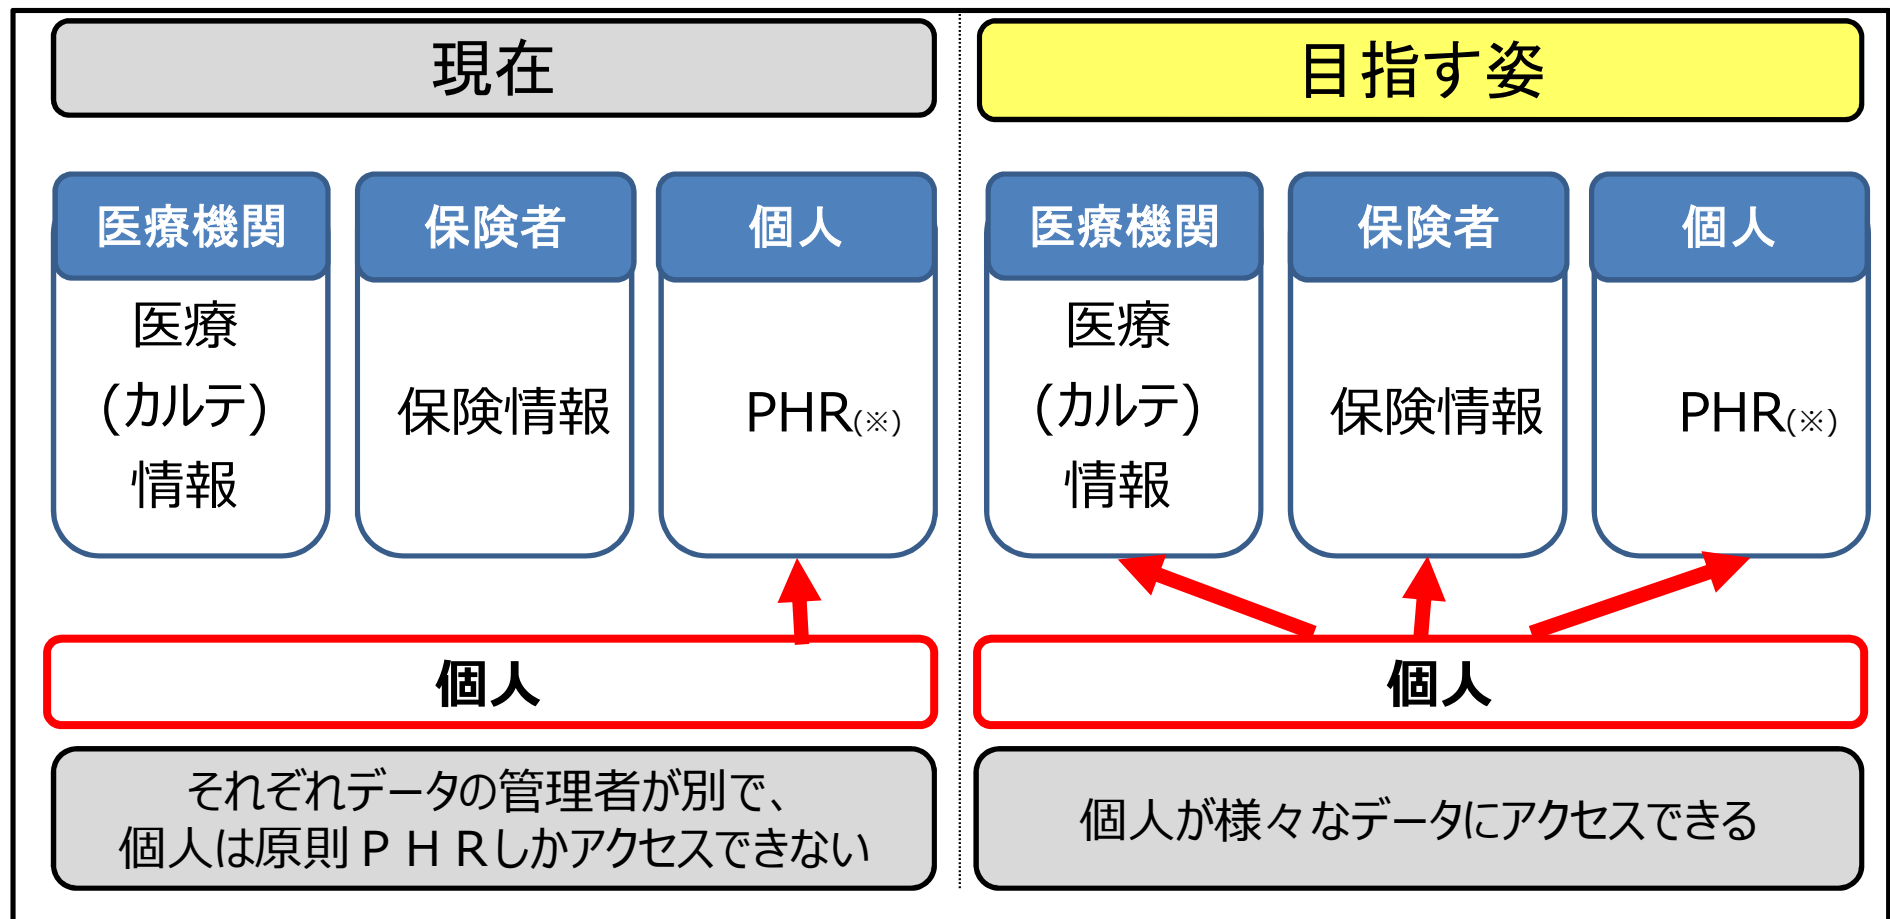 現在
医療機関
保険者
個人
医療
(カルテ)
情報
保険情報
PHR(※)
個人
それぞれデータの管理者が別で、
個人は原則ＰＨＲしかアクセスできない
目指す姿
医療機関
保険者
個人
医療
(カルテ)
情報
保険情報
PHR(※)
個人
個人が様々なデータにアクセスできる